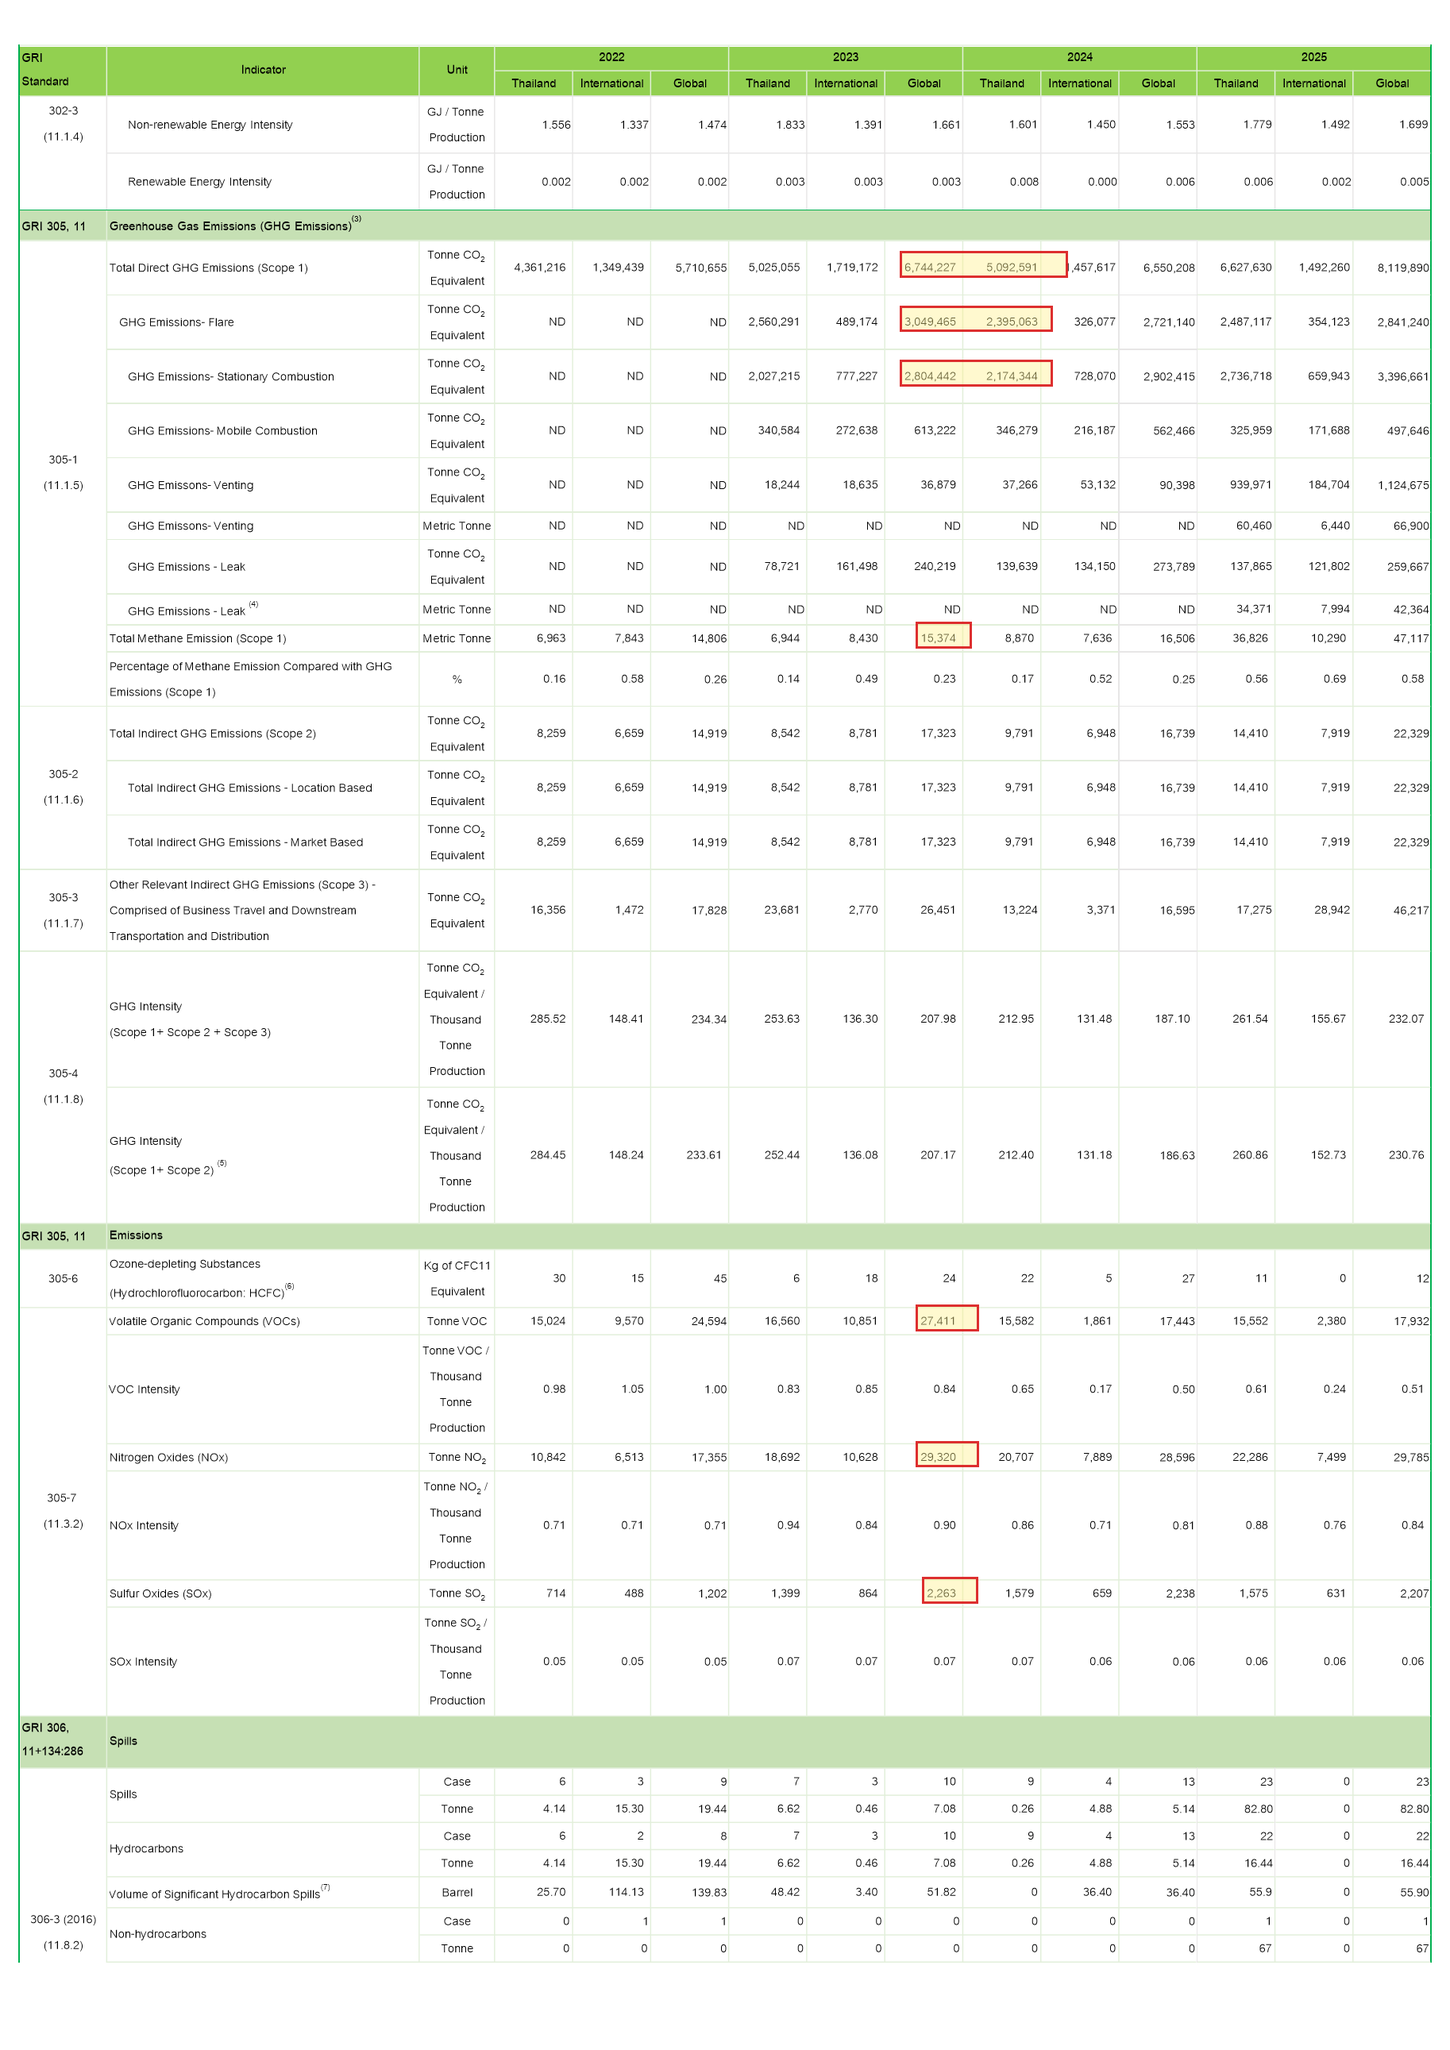 GRI Standard | Indicator | Unit | 2022 | 2023 | 2024 | 2025
Thailand | International | Global | Thailand | International | Global | Thailand | International | Global | Thailand | International | Global
302-3 (11.1.4) | Non-renewable Energy Intensity | GJ / Tonne Production | 1.556 | 1.337 | 1.474 | 1.833 | 1.391 | 1.661 | 1.601 | 1.450 | 1.553 | 1.779 | 1.492 | 1.699
Renewable Energy Intensity | GJ / Tonne Production | 0.002 | 0.002 | 0.002 | 0.003 | 0.003 | 0.003 | 0.008 | 0.000 | 0.006 | 0.006 | 0.002 | 0.005
GRI 305, 11 | Greenhouse Gas Emissions (GHG Emissions)(3)
305-1 (11.1.5) | Total Direct GHG Emissions (Scope 1) | Tonne CO2 Equivalent | 4,361,216 | 1,349,439 | 5,710,655 | 5,025,055 | 1,719,172 | 6,744,227 | 5,092,591 | 1,457,617 | 6,550,208 | 6,627,630 | 1,492,260 | 8,119,890
GHG Emissions- Flare | Tonne CO2 Equivalent | ND | ND | ND | 2,560,291 | 489,174 | 3,049,465 | 2,395,063 | 326,077 | 2,721,140 | 2,487,117 | 354,123 | 2,841,240
GHG Emissions- Stationary Combustion | Tonne CO2 Equivalent | ND | ND | ND | 2,027,215 | 777,227 | 2,804,442 | 2,174,344 | 728,070 | 2,902,415 | 2,736,718 | 659,943 | 3,396,661
GHG Emissions- Mobile Combustion | Tonne CO2 Equivalent | ND | ND | ND | 340,584 | 272,638 | 613,222 | 346,279 | 216,187 | 562,466 | 325,959 | 171,688 | 497,646
GHG Emissons- Venting | Tonne CO2 Equivalent | ND | ND | ND | 18,244 | 18,635 | 36,879 | 37,266 | 53,132 | 90,398 | 939,971 | 184,704 | 1,124,675
GHG Emissons- Venting | Metric Tonne | ND | ND | ND | ND | ND | ND | ND | ND | ND | 60,460 | 6,440 | 66,900
GHG Emissions - Leak | Tonne CO2 Equivalent | ND | ND | ND | 78,721 | 161,498 | 240,219 | 139,639 | 134,150 | 273,789 | 137,865 | 121,802 | 259,667
GHG Emissions - Leak (4) | Metric Tonne | ND | ND | ND | ND | ND | ND | ND | ND | ND | 34,371 | 7,994 | 42,364
Total Methane Emission (Scope 1) | Metric Tonne | 6,963 | 7,843 | 14,806 | 6,944 | 8,430 | 15,374 | 8,870 | 7,636 | 16,506 | 36,826 | 10,290 | 47,117
Percentage of Methane Emission Compared with GHG Emissions (Scope 1) | % | 0.16 | 0.58 | 0.26 | 0.14 | 0.49 | 0.23 | 0.17 | 0.52 | 0.25 | 0.56 | 0.69 | 0.58
305-2 (11.1.6) | Total Indirect GHG Emissions (Scope 2) | Tonne CO2 Equivalent | 8,259 | 6,659 | 14,919 | 8,542 | 8,781 | 17,323 | 9,791 | 6,948 | 16,739 | 14,410 | 7,919 | 22,329
Total Indirect GHG Emissions - Location Based | Tonne CO2 Equivalent | 8,259 | 6,659 | 14,919 | 8,542 | 8,781 | 17,323 | 9,791 | 6,948 | 16,739 | 14,410 | 7,919 | 22,329
Total Indirect GHG Emissions - Market Based | Tonne CO2 Equivalent | 8,259 | 6,659 | 14,919 | 8,542 | 8,781 | 17,323 | 9,791 | 6,948 | 16,739 | 14,410 | 7,919 | 22,329
305-3 (11.1.7) | Other Relevant Indirect GHG Emissions (Scope 3) - Comprised of Business Travel and Downstream Transportation and Distribution | Tonne CO2 Equivalent | 16,356 | 1,472 | 17,828 | 23,681 | 2,770 | 26,451 | 13,224 | 3,371 | 16,595 | 17,275 | 28,942 | 46,217
305-4 (11.1.8) | GHG Intensity (Scope 1+ Scope 2 + Scope 3) | Tonne CO2 Equivalent / Thousand Tonne Production | 285.52 | 148.41 | 234.34 | 253.63 | 136.30 | 207.98 | 212.95 | 131.48 | 187.10 | 261.54 | 155.67 | 232.07
GHG Intensity (Scope 1+ Scope 2) (5) | Tonne CO2 Equivalent / Thousand Tonne Production | 284.45 | 148.24 | 233.61 | 252.44 | 136.08 | 207.17 | 212.40 | 131.18 | 186.63 | 260.86 | 152.73 | 230.76
GRI 305, 11 | Emissions
305-6 | Ozone-depleting Substances (Hydrochlorofluorocarbon: HCFC)(6) | Kg of CFC11 Equivalent | 30 | 15 | 45 | 6 | 18 | 24 | 22 | 5 | 27 | 11 | 0 | 12
305-7 (11.3.2) | Volatile Organic Compounds (VOCs) | Tonne VOC | 15,024 | 9,570 | 24,594 | 16,560 | 10,851 | 27,411 | 15,582 | 1,861 | 17,443 | 15,552 | 2,380 | 17,932
VOC Intensity | Tonne VOC / Thousand Tonne Production | 0.98 | 1.05 | 1.00 | 0.83 | 0.85 | 0.84 | 0.65 | 0.17 | 0.50 | 0.61 | 0.24 | 0.51
Nitrogen Oxides (NOx) | Tonne NO2 | 10,842 | 6,513 | 17,355 | 18,692 | 10,628 | 29,320 | 20,707 | 7,889 | 28,596 | 22,286 | 7,499 | 29,785
NOx Intensity | Tonne NO2 / Thousand Tonne Production | 0.71 | 0.71 | 0.71 | 0.94 | 0.84 | 0.90 | 0.86 | 0.71 | 0.81 | 0.88 | 0.76 | 0.84
Sulfur Oxides (SOx) | Tonne SO2 | 714 | 488 | 1,202 | 1,399 | 864 | 2,263 | 1,579 | 659 | 2,238 | 1,575 | 631 | 2,207
SOx Intensity | Tonne SO2 / Thousand Tonne Production | 0.05 | 0.05 | 0.05 | 0.07 | 0.07 | 0.07 | 0.07 | 0.06 | 0.06 | 0.06 | 0.06 | 0.06
GRI 306, 11+134:286 | Spills
306-3 (2016) (11.8.2) | Spills | Case | 6 | 3 | 9 | 7 | 3 | 10 | 9 | 4 | 13 | 23 | 0 | 23
Tonne | 4.14 | 15.30 | 19.44 | 6.62 | 0.46 | 7.08 | 0.26 | 4.88 | 5.14 | 82.80 | 0 | 82.80
Hydrocarbons | Case | 6 | 2 | 8 | 7 | 3 | 10 | 9 | 4 | 13 | 22 | 0 | 22
Tonne | 4.14 | 15.30 | 19.44 | 6.62 | 0.46 | 7.08 | 0.26 | 4.88 | 5.14 | 16.44 | 0 | 16.44
Volume of Significant Hydrocarbon Spills(7) | Barrel | 25.70 | 114.13 | 139.83 | 48.42 | 3.40 | 51.82 | 0 | 36.40 | 36.40 | 55.9 | 0 | 55.90
Non-hydrocarbons | Case | 0 | 1 | 1 | 0 | 0 | 0 | 0 | 0 | 0 | 1 | 0 | 1
Tonne | 0 | 0 | 0 | 0 | 0 | 0 | 0 | 0 | 0 | 67 | 0 | 67